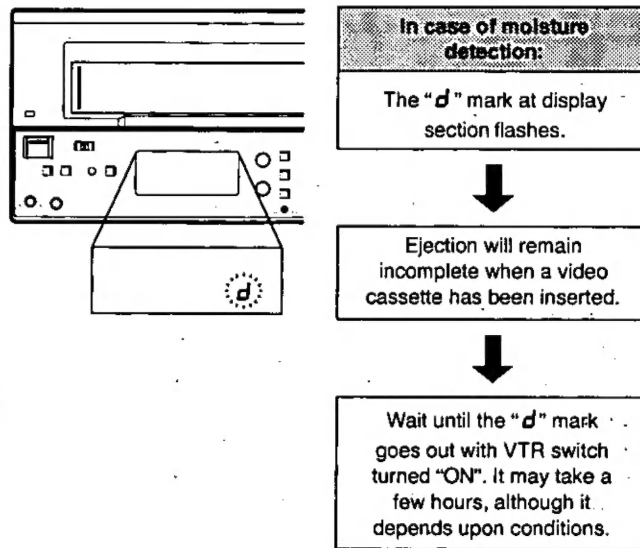 In case of moisture
detection:
The "d" mark at display
section flashes.
Ejection will remain
incomplete when a video
cassette has been inserted.
d
Wait until the "d" mark
goes out with VTR switch
turned "ON". It may take a
few hours, although it
depends upon conditions.